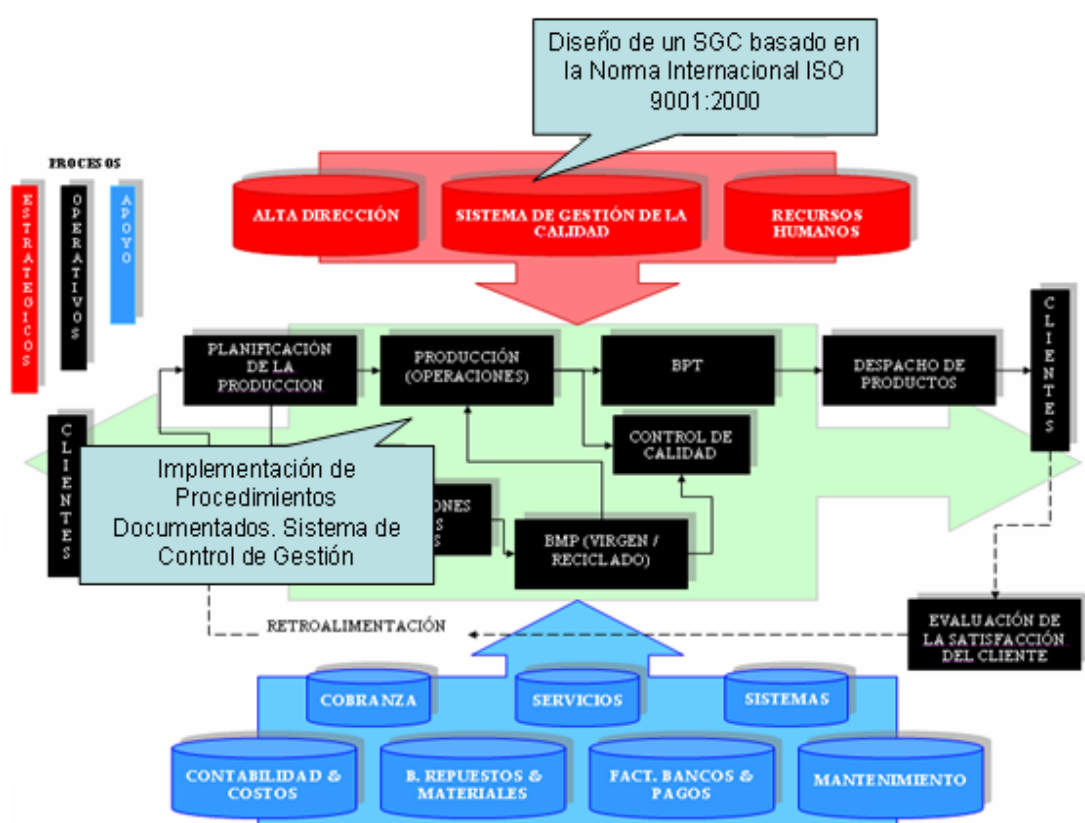 Diseño de un SGC basado en
la Norma Internacional ISO
9001:2000
PROCESOS
ESTRATEGICOS
OPERATIVOS
APOYO
ALTA DIRECCIÓN
SISTEMA DE GESTIÓN DE LA
CALIDAD
RECURSOS
HUMANOS
CLIENTES
PLANIFICACIÓN
DE LA
PRODUCCION
PRODUCCIÓN
(OPERACIONES)
BPT
DESPACHO DE
PRODUCTOS
CLIENTES
CONTROL DE
CALIDAD
Implementación de
Procedimientos
Documentados. Sistema de
Control de Gestión
BMP (VIRGEN /
RECICLADO)
RETROALIMENTACIÓN
EVALUACIÓN DE
LA SATISFACCIÓN
DEL CLIENTE
COBRANZA
SERVICIOS
SISTEMAS
CONTABILIDAD &
COSTOS
B. REPUESTOS &
MATERIALES
FACT. BANCOS &
PAGOS
MANTENIMIENTO